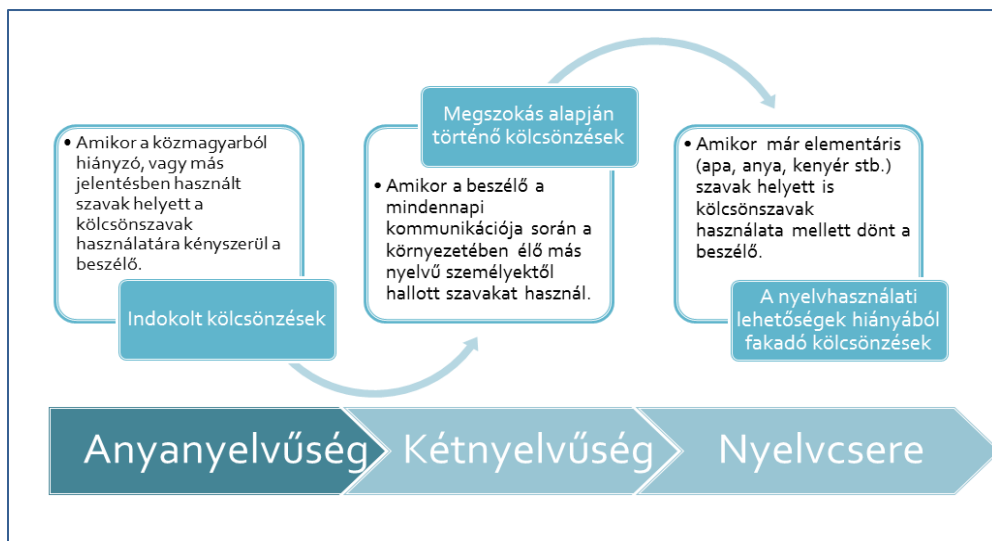 • Amikor a közmagyarból
hiányzó, vagy más
jelentésben használt
szavak helyett a
kölcsönszavak
használatára kényszerül a
beszélő.
Indokolt kölcsönzések
Megszokás alapján
történő kölcsönzések
• Amikor a beszélő a
mindennapi
kommunikációja során a
környezetében élő más
nyelvű személyektől
hallott szavakat használ.
• Amikor már elementáris
(apa, anya, kenyér stb.)
szavak helyett is
kölcsönszavak
használata mellett dönt a
beszélő.
A nyelvhasználati
lehetőségek hiányából
fakadó kölcsönzések
Anyanyelvűség
Kétnyelvűség
Nyelvcsere